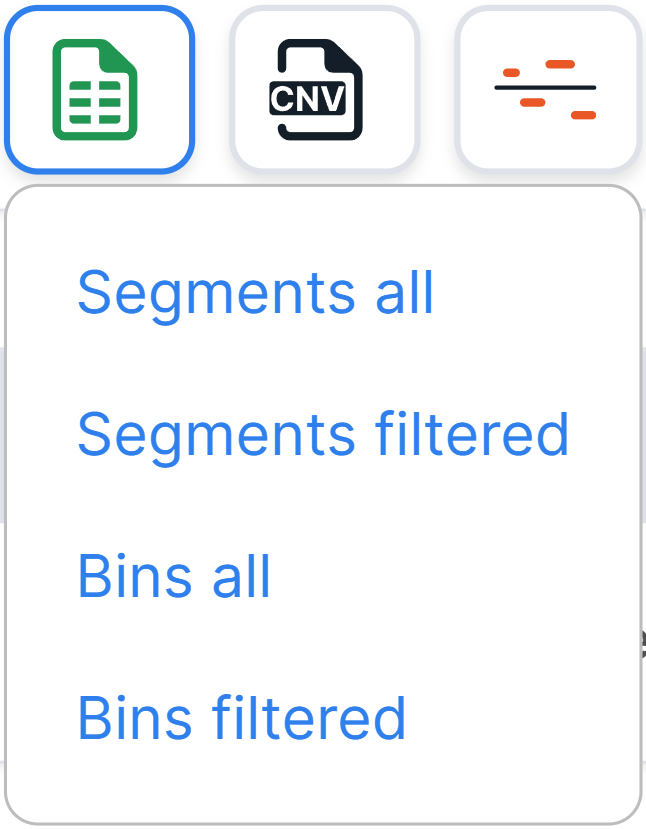 CNV
Segments all
Segments filtered
Bins all
Bins filtered